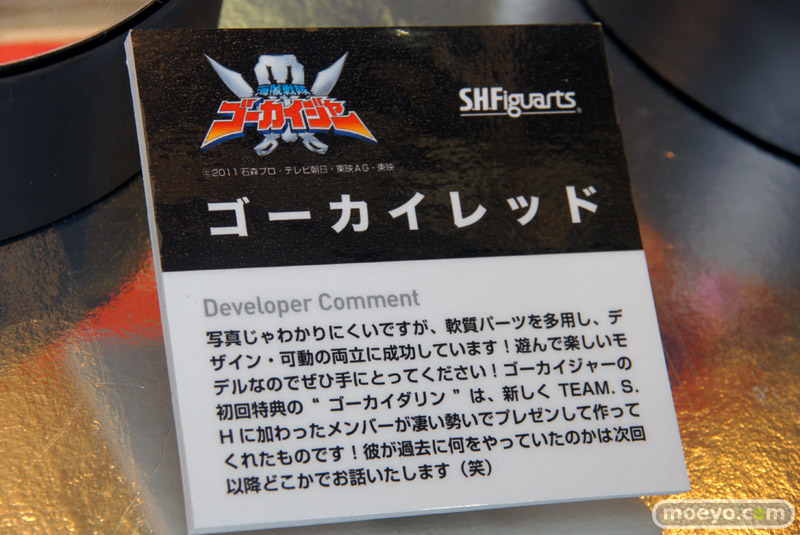 海賊戦隊
ゴーカイジャー
S.H.Figuarts
©2011 石森プロ・テレビ朝日・東映AG・東映
ゴーカイレッド
Developer Comment
写真じゃわかりにくいですが、軟質パーツを多用し、デ
ザイン・可動の両立に成功しています！遊んで楽しいモ
デルなのでぜひ手にとってください！ゴーカイジャーの
初回特典の“ ゴーカイダリン ”は、新しく TEAM. S.
H に加わったメンバーが凄い勢いでプレゼンして作って
くれたものです！彼が過去に何をやっていたのかは次回
以降どこかでお話いたします（笑）
moeyo.com